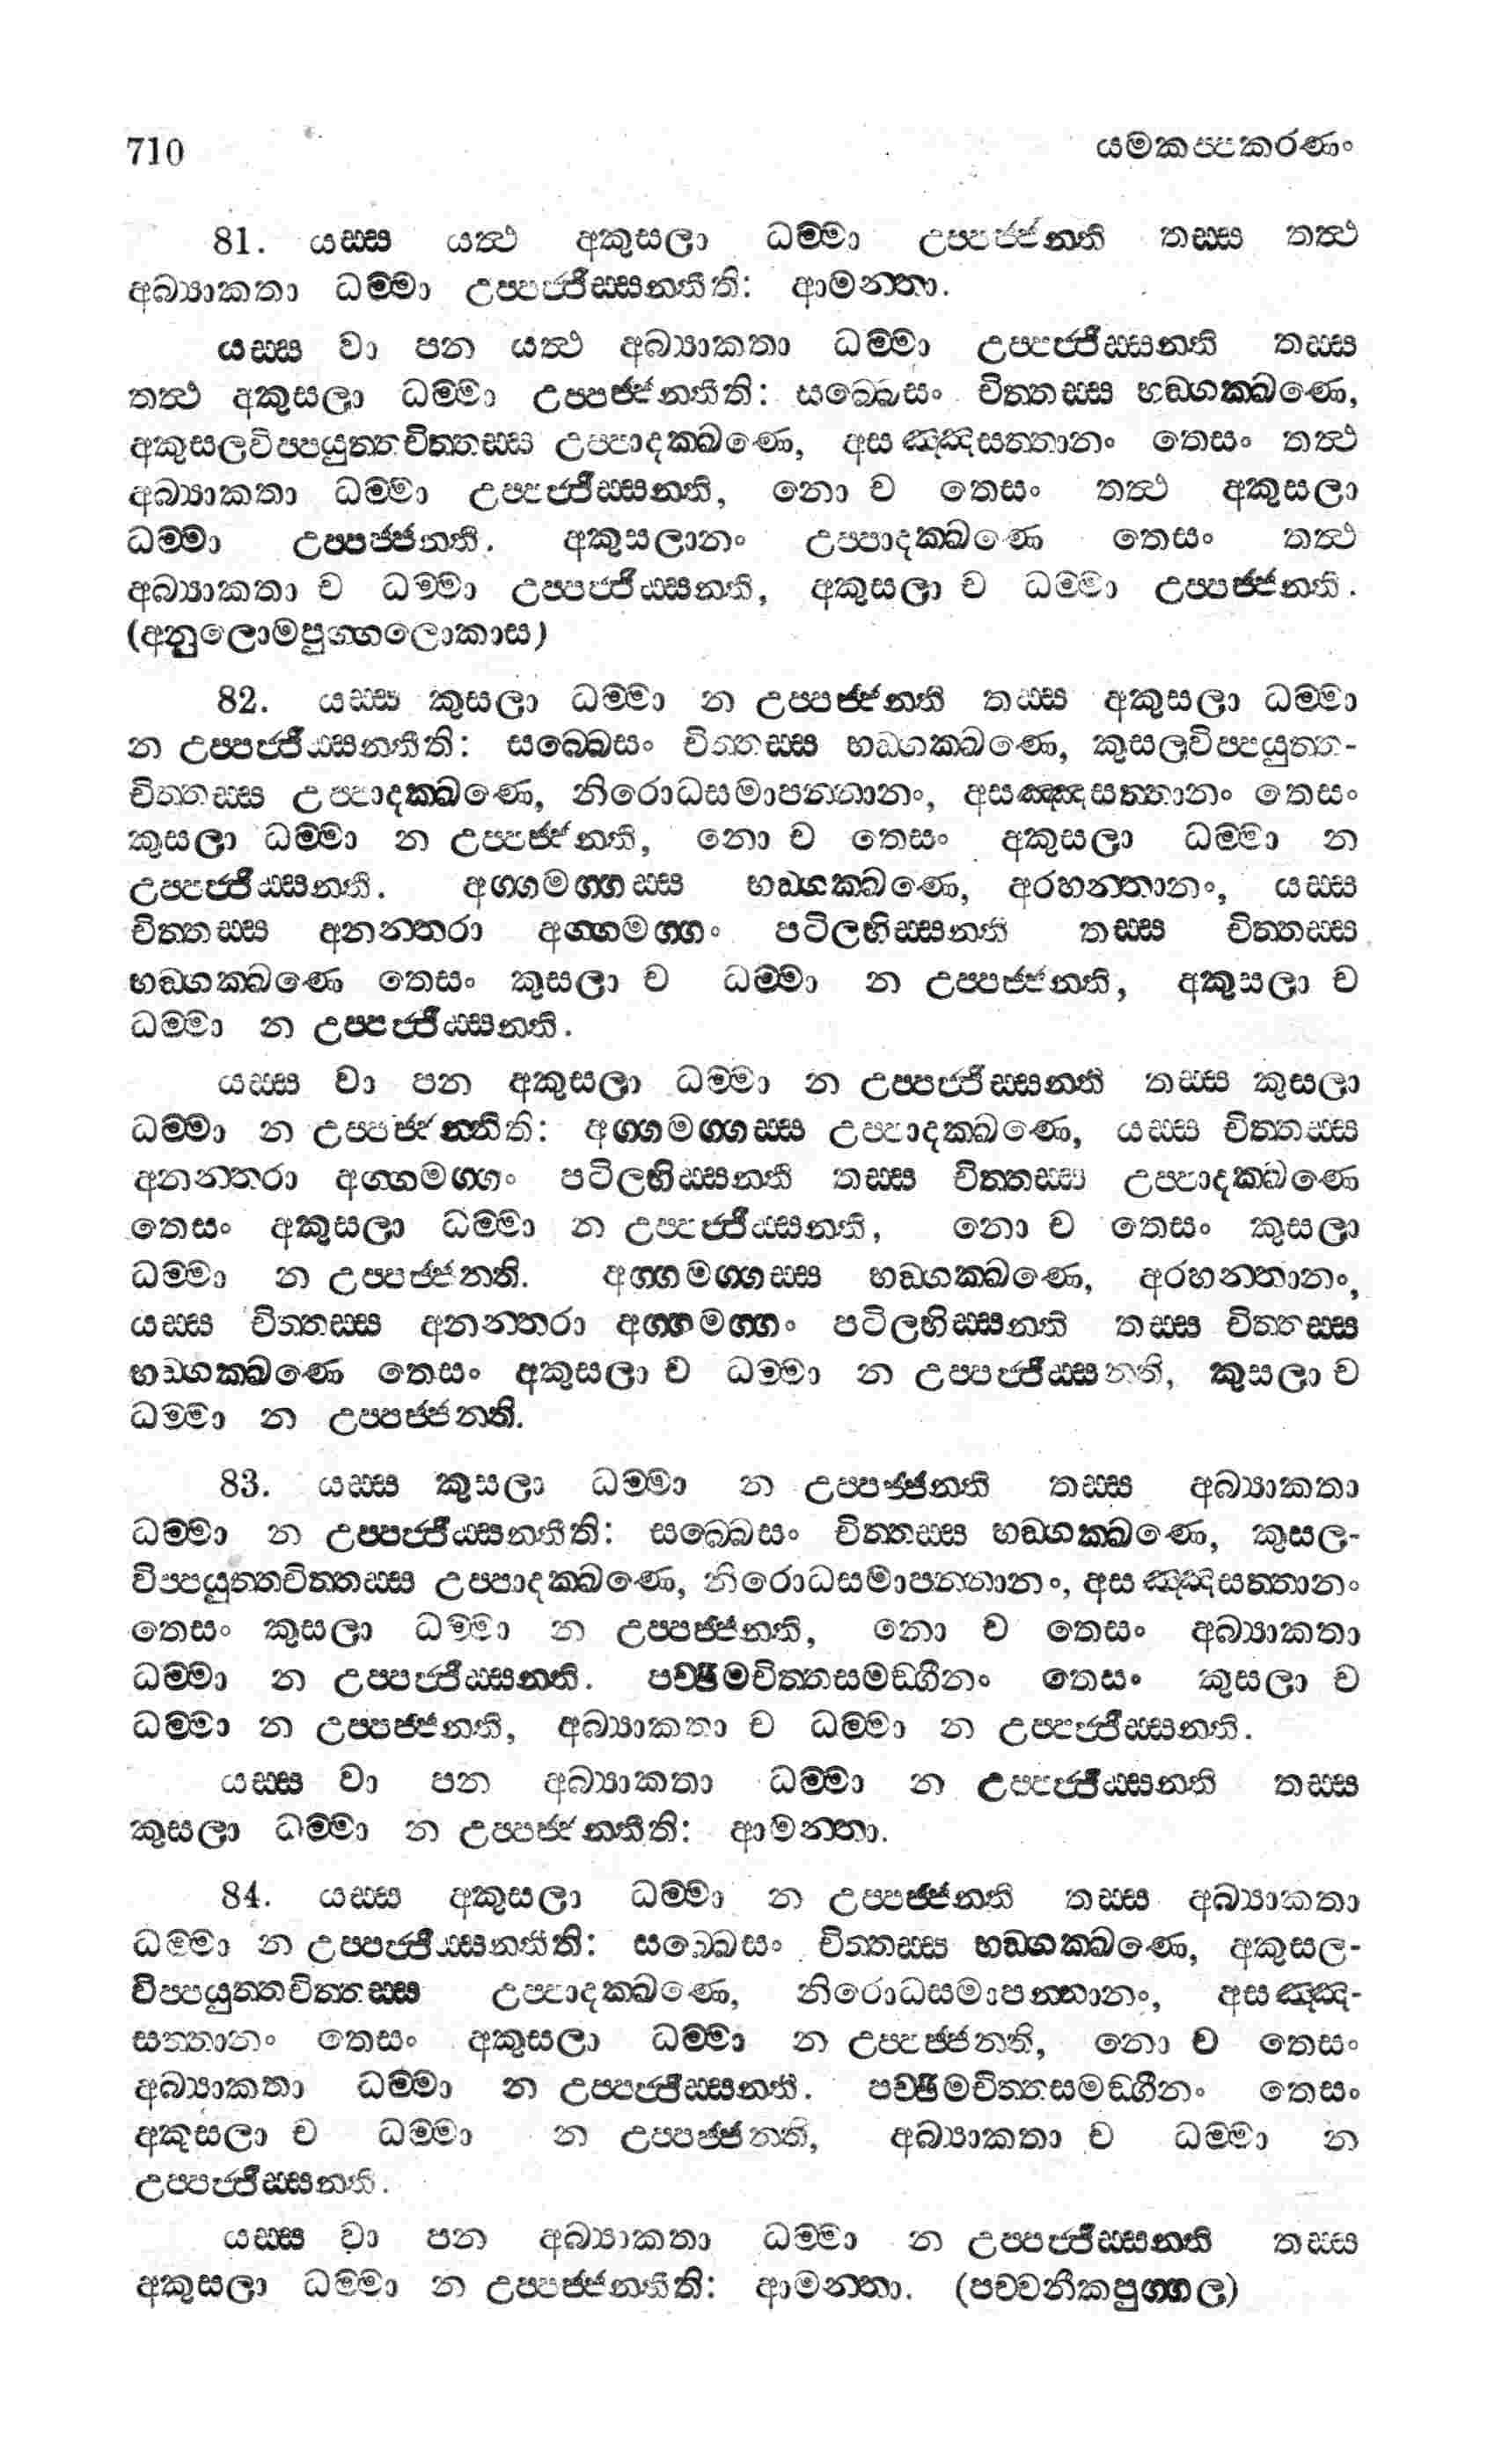 710 යමකප්පකරණං
81. යස්ස යත්ථ අකුසලා ධම්මා උප්පජ්ජන්ති තස්ස තත්ථ
අබ්‍යාකතා ධම්මා උප්පජ්ජිස්සන්තීති: ආමන්තා.
යස්ස වා පන යත්ථ අබ්‍යාකතා ධම්මා උප්පජ්ජිස්සන්ති තස්ස
තත්ථ අකුසලා ධම්මා උප්පජ්ජන්තීති: සබ්බෙසං චිත්තස්ස භඞ්ගක්ඛණෙ,
අකුසලවිප්පයුත්තචිත්තස්ස උප්පාදක්ඛණෙ, අසඤ්ඤසත්තානං තෙසං තත්ථ
අබ්‍යාකතා ධම්මා උප්පජ්ජිස්සන්ති, නො ච තෙසං තත්ථ අකුසලා
ධම්මා උප්පජ්ජන්ති. අකුසලානං උප්පාදක්ඛණෙ තෙසං තත්ථ
අබ්‍යාකතා ච ධම්මා උප්පජ්ජිස්සන්ති, අකුසලා ච ධම්මා උප්පජ්ජන්ති.
(අනුලොමපුග්ගලොකාස)
82. යස්ස කුසලා ධම්මා න උප්පජ්ජන්ති තස්ස අකුසලා ධම්මා
න උප්පජ්ජිස්සන්තීති: සබ්බෙසං චිත්තස්ස භඞ්ගක්ඛණෙ, කුසලවිප්පයුත්ත-
චිත්තස්ස උප්පාදක්ඛණෙ, නිරොධසමාපන්නානං, අසඤ්ඤසත්තානං තෙසං
කුසලා ධම්මා න උප්පජ්ජන්ති, නො ච තෙසං අකුසලා ධම්මා න
උප්පජ්ජිස්සන්ති. අග්ගමග්ගස්ස භඞ්ගක්ඛණෙ, අරහන්තානං, යස්ස
චිත්තස්ස අනන්තරා අග්ගමග්ගං පටිලභිස්සන්ති තස්ස චිත්තස්ස
භඞ්ගක්ඛණෙ තෙසං කුසලා ච ධම්මා න උප්පජ්ජන්ති, අකුසලා ච
ධම්මා න උප්පජ්ජිස්සන්ති.
යස්ස වා පන අකුසලා ධම්මා න උප්පජ්ජිස්සන්ති තස්ස කුසලා
ධම්මා න උප්පජ්ජන්තීති: අග්ගමග්ගස්ස උප්පාදක්ඛණෙ, යස්ස චිත්තස්ස
අනන්තරා අග්ගමග්ගං පටිලභිස්සන්ති තස්ස චිත්තස්ස උප්පාදක්ඛණෙ
තෙසං අකුසලා ධම්මා න උප්පජ්ජිස්සන්ති, නො ච තෙසං කුසලා
ධම්මා න උප්පජ්ජන්ති. අග්ගමග්ගස්ස භඞ්ගක්ඛණෙ, අරහන්තානං,
යස්ස චිත්තස්ස අනන්තරා අග්ගමග්ගං පටිලභිස්සන්ති තස්ස චිත්තස්ස
භඞ්ගක්ඛණෙ තෙසං අකුසලා ච ධම්මා න උප්පජ්ජිස්සන්ති, කුසලා ච
ධම්මා න උප්පජ්ජන්ති.
83. යස්ස කුසලා ධම්මා න උප්පජ්ජන්ති තස්ස අබ්‍යාකතා
ධම්මා න උප්පජ්ජිස්සන්තීති: සබ්බෙසං චිත්තස්ස භඞ්ගක්ඛණෙ, කුසල-
විප්පයුත්තචිත්තස්ස උප්පාදක්ඛණෙ, නිරොධසමාපන්නානං, අසඤ්ඤසත්තානං
තෙසං කුසලා ධම්මා න උප්පජ්ජන්ති, නො ච තෙසං අබ්‍යාකතා
ධම්මා න උප්පජ්ජිස්සන්ති. පච්ඡිමචිත්තසමඞ්ගීනං තෙසං කුසලා ච
ධම්මා න උප්පජ්ජන්ති, අබ්‍යාකතා ච ධම්මා න උප්පජ්ජිස්සන්ති.
යස්ස වා පන අබ්‍යාකතා ධම්මා න උප්පජ්ජිස්සන්ති තස්ස
කුසලා ධම්මා න උප්පජ්ජන්තීති: ආමන්තා.
84. යස්ස අකුසලා ධම්මා න උප්පජ්ජන්ති තස්ස අබ්‍යාකතා
ධම්මා න උප්පජ්ජිස්සන්තීති: සබ්බෙසං චිත්තස්ස භඞ්ගක්ඛණෙ, අකුසල-
විප්පයුත්තචිත්තස්ස උප්පාදක්ඛණෙ, නිරොධසමාපන්නානං, අසඤ්ඤ-
සත්තානං තෙසං අකුසලා ධම්මා න උප්පජ්ජන්ති, නො ච තෙසං
අබ්‍යාකතා ධම්මා න උප්පජ්ජිස්සන්ති. පච්ඡිමචිත්තසමඞ්ගීනං තෙසං
අකුසලා ච ධම්මා න උප්පජ්ජන්ති, අබ්‍යාකතා ච ධම්මා න
උප්පජ්ජිස්සන්ති.
යස්ස වා පන අබ්‍යාකතා ධම්මා න උප්පජ්ජිස්සන්ති තස්ස
අකුසලා ධම්මා න උප්පජ්ජන්තීති: ආමන්තා. (පච්චනීකපුග්ගල)